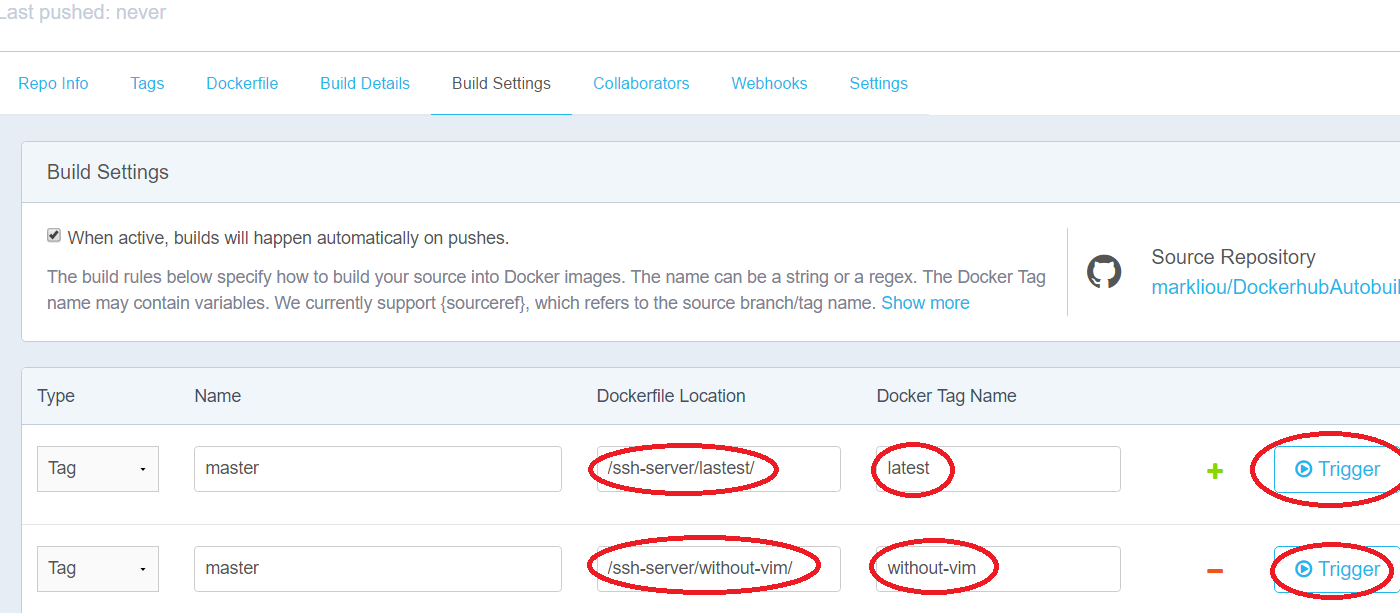 Last pushed: never
Repo Info Tags Dockerfile Build Details Build Settings Collaborators Webhooks Settings
Build Settings
When active, builds will happen automatically on pushes.
The build rules below specify how to build your source into Docker images. The name can be a string or a regex. The Docker Tag
name may contain variables. We currently support {sourceref}, which refers to the source branch/tag name. Show more
Source Repository
markliou/DockerhubAutobuil
Type Name Dockerfile Location Docker Tag Name
Tag master /ssh-server/lastest/ latest + Trigger
Tag master /ssh-server/without-vim/ without-vim − Trigger